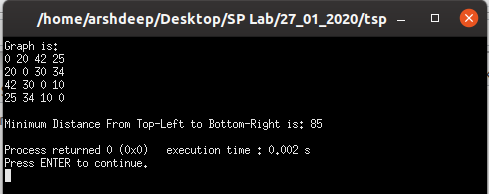 /home/arshdeep/Desktop/SP Lab/27_01_2020/tsp
Graph is:
0 20 42 25
20 0 30 34
42 30 0 10
25 34 10 0
Minimum Distance From Top-Left to Bottom-Right is: 85
Process returned 0 (0x0)   execution time : 0.002 s
Press ENTER to continue.